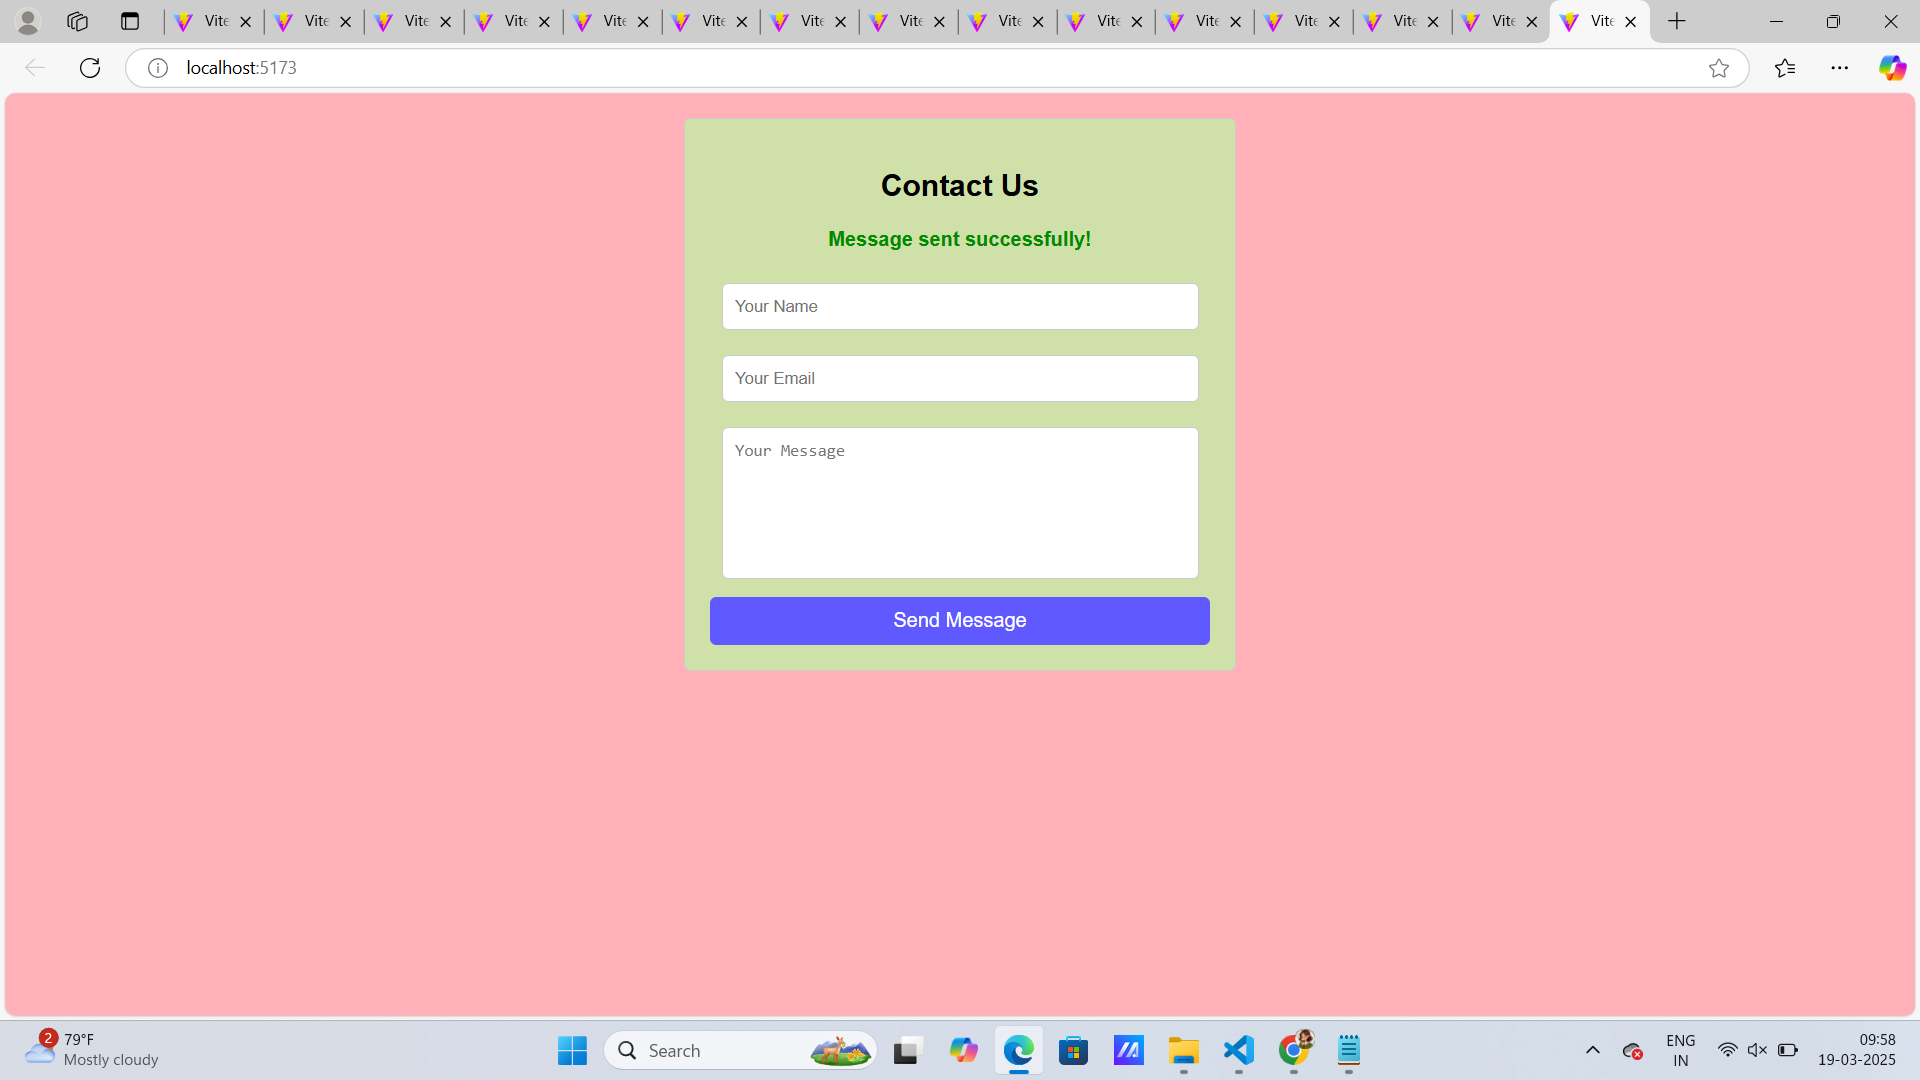 Vite Vite Vite Vite Vite Vite Vite Vite Vite Vite Vite Vite Vite Vite Vite
localhost:5173
Contact Us
Message sent successfully!
Your Name
Your Email
Your Message
Send Message
2
79°F
Mostly cloudy
Search
ENG
IN
09:58
19-03-2025